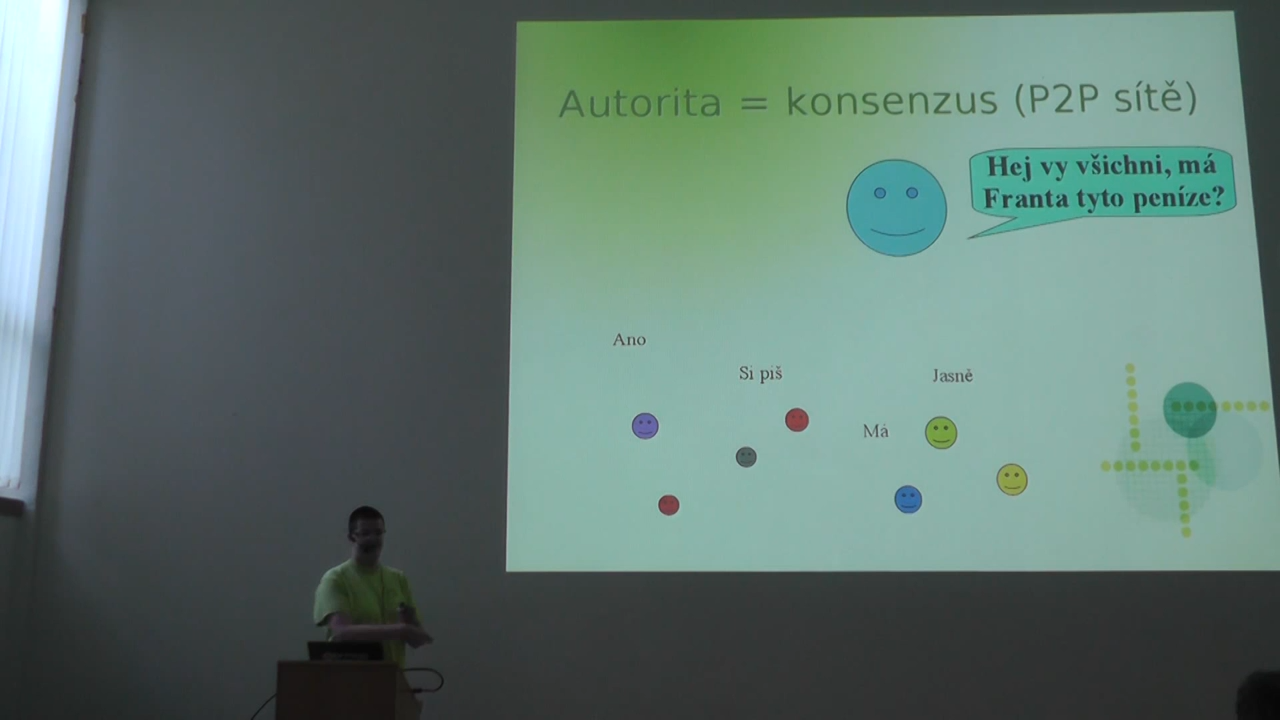 Autorita = konsenzus (P2P sítě)
Hej vy všichni, má
Franta tyto peníze?
Ano
Si piš
Jasně
Má